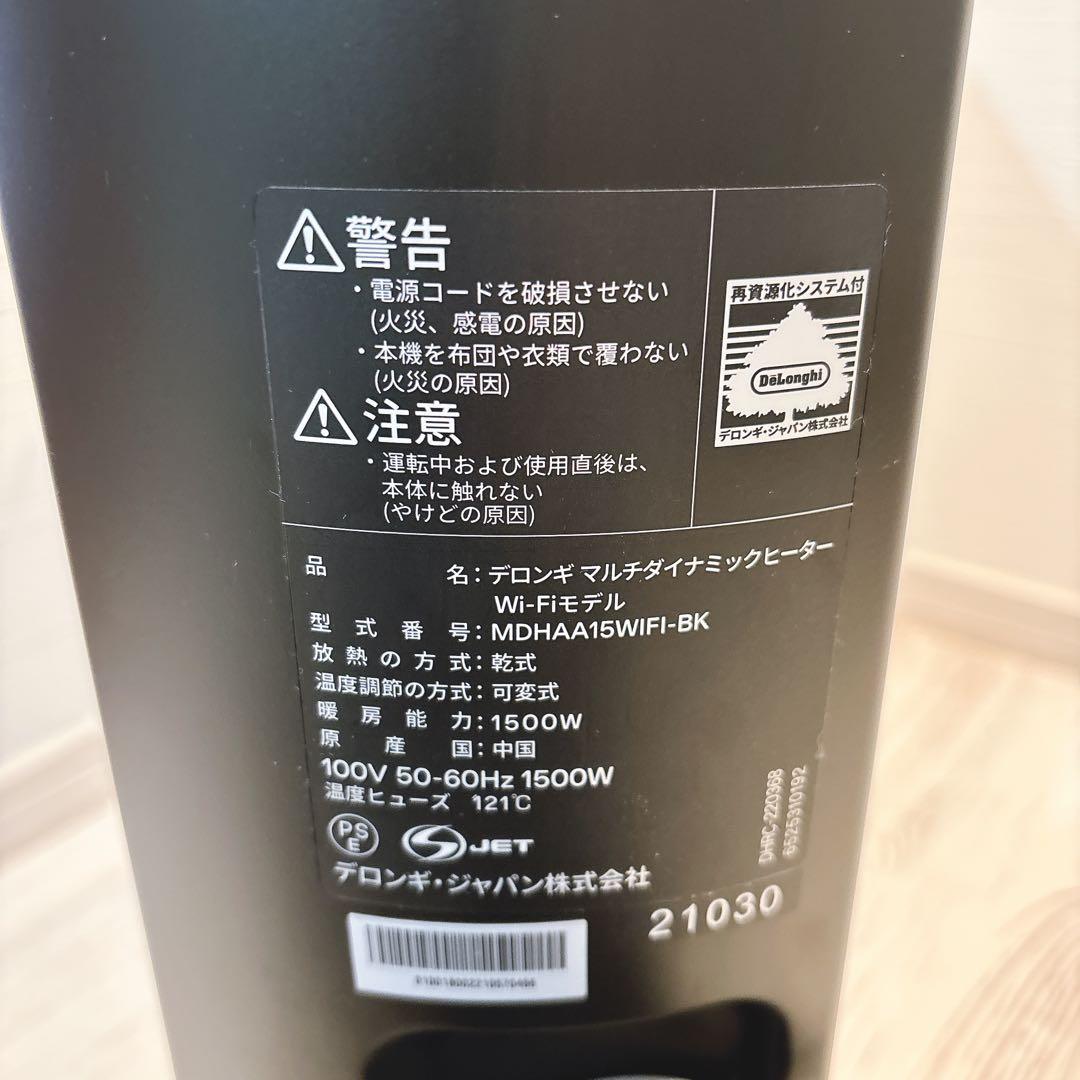 警告
・電源コードを破損させない
(火災、感電の原因)
・本機を布団や衣類で覆わない
(火災の原因)
注意
・運転中および使用直後は、
本体に触れない
(やけどの原因)
再資源化システム付
DēLonghi
デロンギ・ジャパン株式会社
品名:デロンギ マルチダイナミックヒーター
Wi-Fiモデル
型式番号:MDHAA15WIFI-BK
放熱の方式:乾式
温度調節の方式:可変式
暖房能力:1500W
原産国:中国
100V 50-60Hz 1500W
温度ヒューズ 121℃
PSE
S JET
デロンギ・ジャパン株式会社
DHRC-220368
6525310192
21030